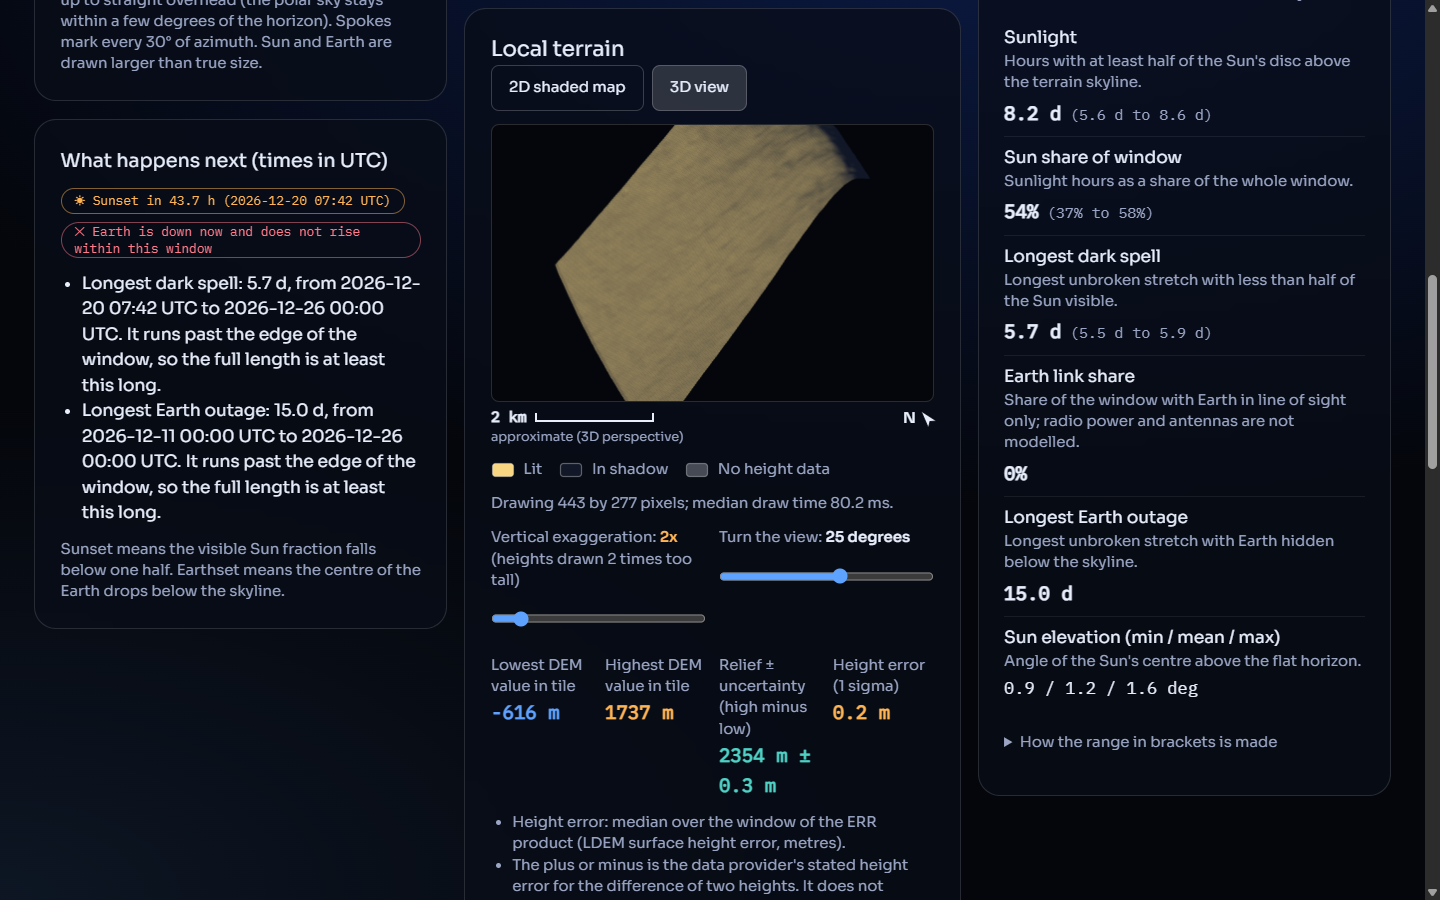 up to straight overhead (the polar sky stays
within a few degrees of the horizon). Spokes
mark every 30° of azimuth. Sun and Earth are
drawn larger than true size.
What happens next (times in UTC)
☀ Sunset in 43.7 h (2026-12-20 07:42 UTC)
✕ Earth is down now and does not rise
within this window
• Longest dark spell: 5.7 d, from 2026-12-
20 07:42 UTC to 2026-12-26 00:00
UTC. It runs past the edge of the
window, so the full length is at least
this long.
• Longest Earth outage: 15.0 d, from
2026-12-11 00:00 UTC to 2026-12-26
00:00 UTC. It runs past the edge of the
window, so the full length is at least
this long.
Sunset means the visible Sun fraction falls
below one half. Earthset means the centre of the
Earth drops below the skyline.
Local terrain
2D shaded map
3D view
2 km
N
approximate (3D perspective)
Lit
In shadow
No height data
Drawing 443 by 277 pixels; median draw time 80.2 ms.
Vertical exaggeration: 2x
(heights drawn 2 times too
tall)
Turn the view: 25 degrees
Lowest DEM
value in tile
-616 m
Highest DEM
value in tile
1737 m
Relief ±
uncertainty
(high minus
low)
2354 m ±
0.3 m
Height error
(1 sigma)
0.2 m
• Height error: median over the window of the ERR
product (LDEM surface height error, metres).
• The plus or minus is the data provider's stated height
error for the difference of two heights. It does not
Sunlight
Hours with at least half of the Sun's disc above
the terrain skyline.
8.2 d (5.6 d to 8.6 d)
Sun share of window
Sunlight hours as a share of the whole window.
54% (37% to 58%)
Longest dark spell
Longest unbroken stretch with less than half of
the Sun visible.
5.7 d (5.5 d to 5.9 d)
Earth link share
Share of the window with Earth in line of sight
only; radio power and antennas are not
modelled.
0%
Longest Earth outage
Longest unbroken stretch with Earth hidden
below the skyline.
15.0 d
Sun elevation (min / mean / max)
Angle of the Sun's centre above the flat horizon.
0.9 / 1.2 / 1.6 deg
▶ How the range in brackets is made